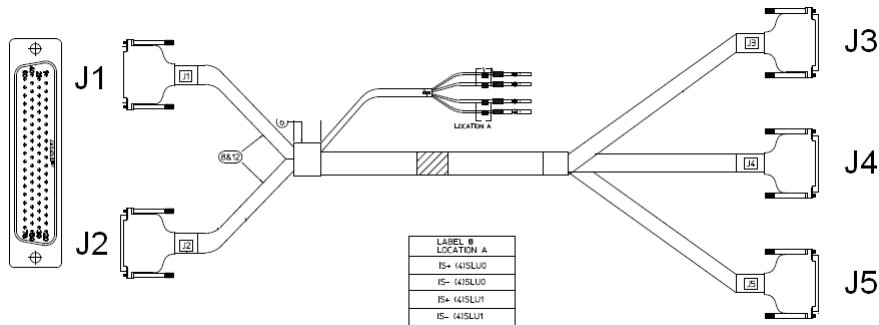 J1
J1
J2
J2
8&12
6
LOCATION A
J3
J3
J4
J4
J5
J5
LABEL @
LOCATION A
IS+ (4)SLU0
IS- (4)SLU0
IS+ (4)SLU1
IS- (4)SLU1